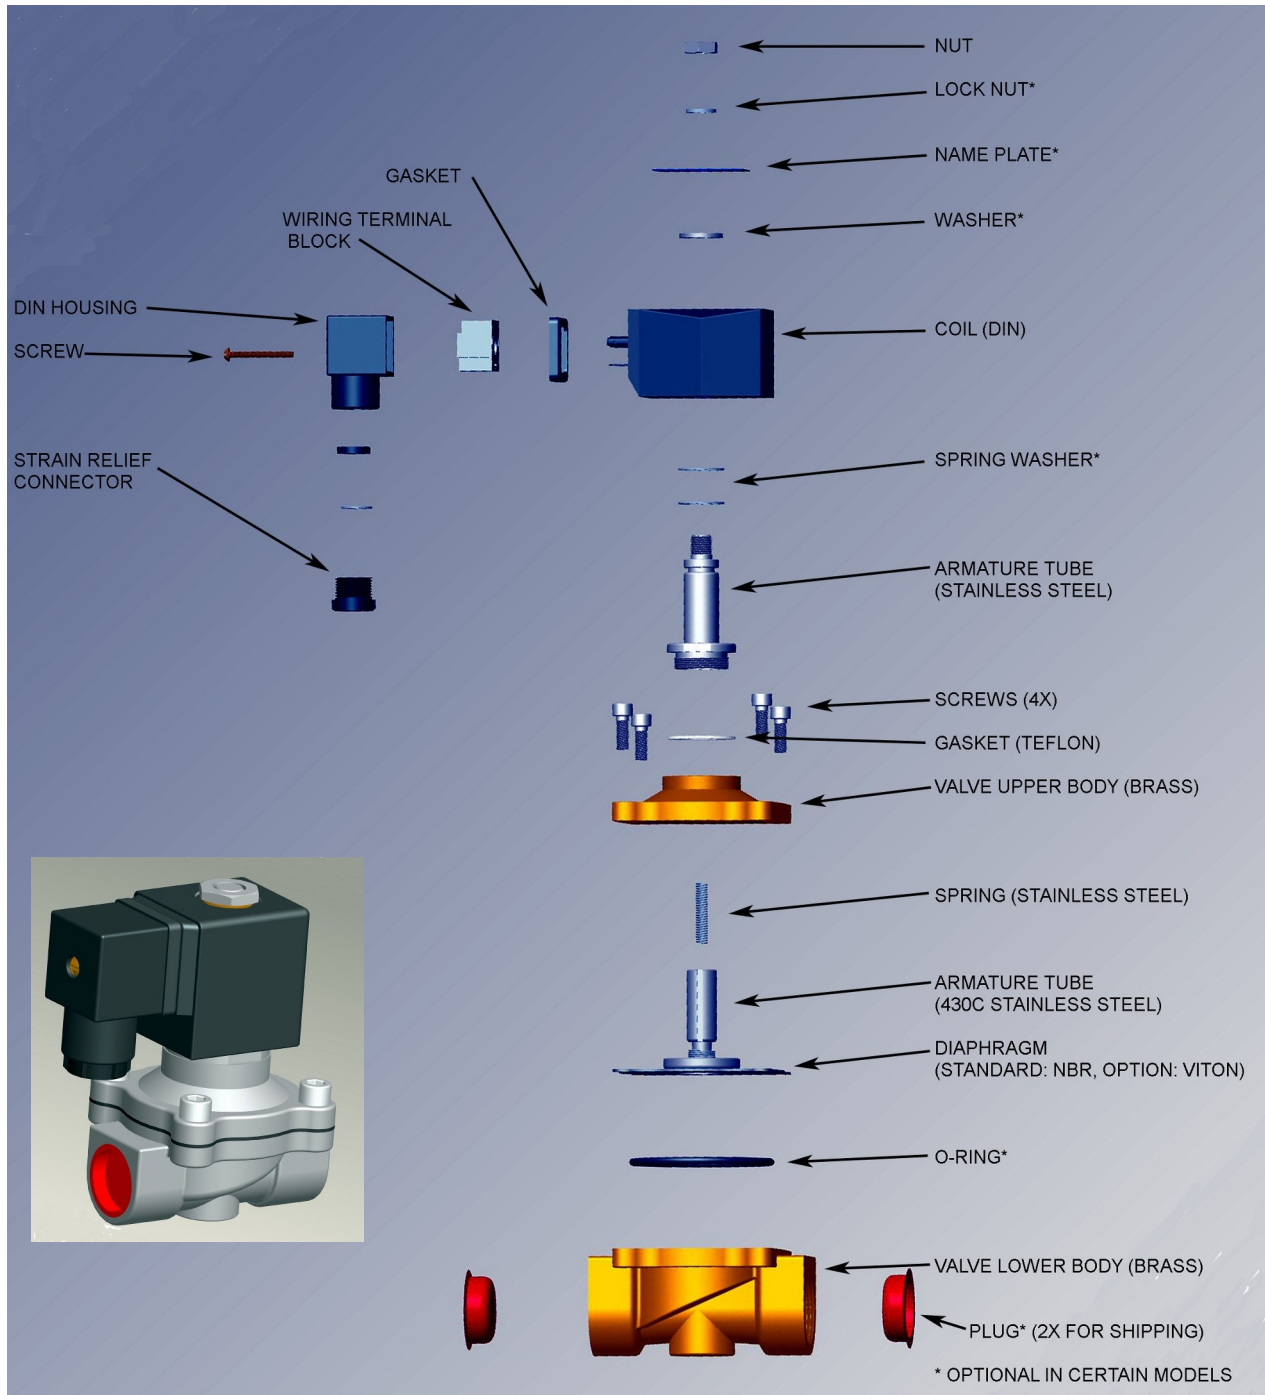 NUT
LOCK NUT*
NAME PLATE*
GASKET
WIRING TERMINAL
BLOCK
WASHER*
DIN HOUSING
SCREW
COIL (DIN)
STRAIN RELIEF
CONNECTOR
SPRING WASHER*
ARMATURE TUBE
(STAINLESS STEEL)
SCREWS (4X)
GASKET (TEFLON)
VALVE UPPER BODY (BRASS)
SPRING (STAINLESS STEEL)
ARMATURE TUBE
(430C STAINLESS STEEL)
DIAPHRAGM
(STANDARD: NBR, OPTION: VITON)
O-RING*
VALVE LOWER BODY (BRASS)
PLUG* (2X FOR SHIPPING)
* OPTIONAL IN CERTAIN MODELS